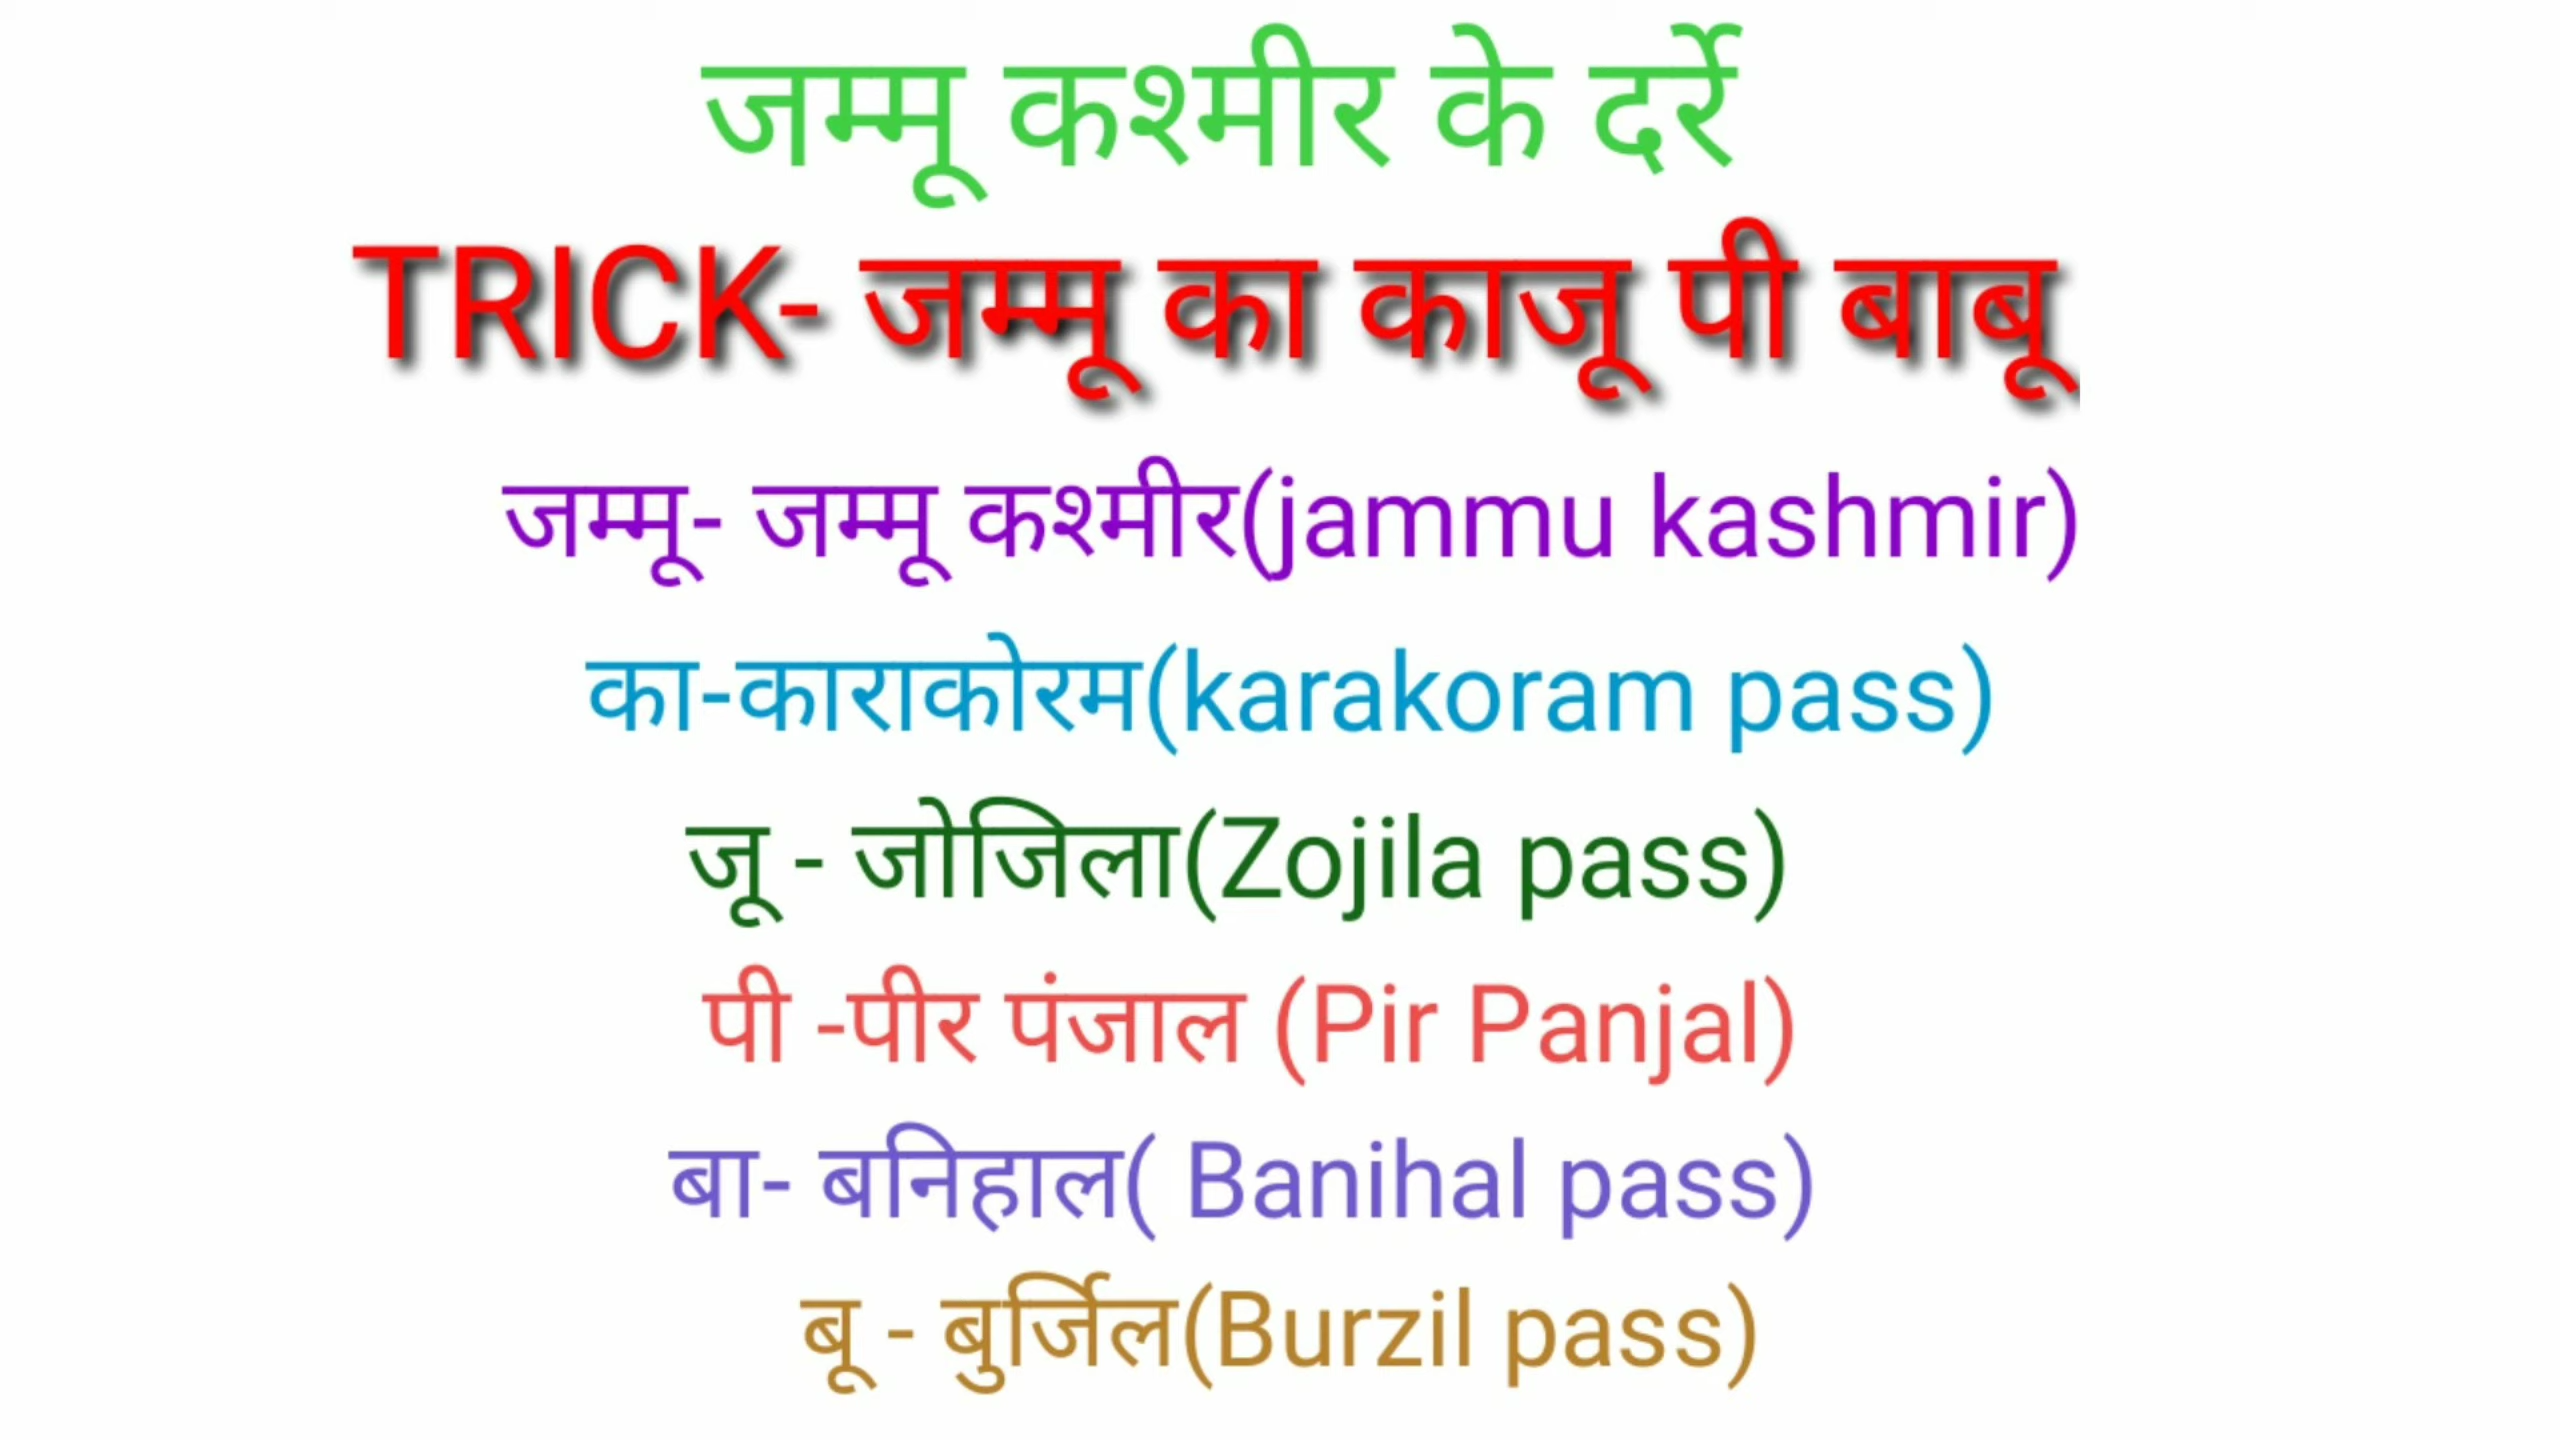 जम्मू कश्मीर के दर्रे
TRICK- जम्मू का काजू पी बाबू
जम्मू- जम्मू कश्मीर(jammu kashmir)
का-काराकोरम(karakoram pass)
जू - जोजिला(Zojila pass)
पी -पीर पंजाल (Pir Panjal)
बा- बनिहाल( Banihal pass)
बू - बुर्जिल(Burzil pass)